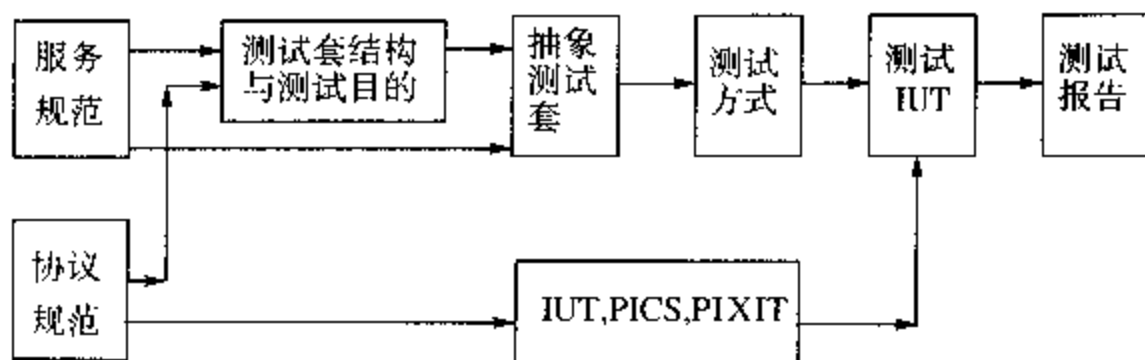 服务
规范
测试套结构
与测试目的
抽象
测试
套
测试
方式
测试
IUT
测试
报告
协议
规范
IUT,PICS,PIXIT